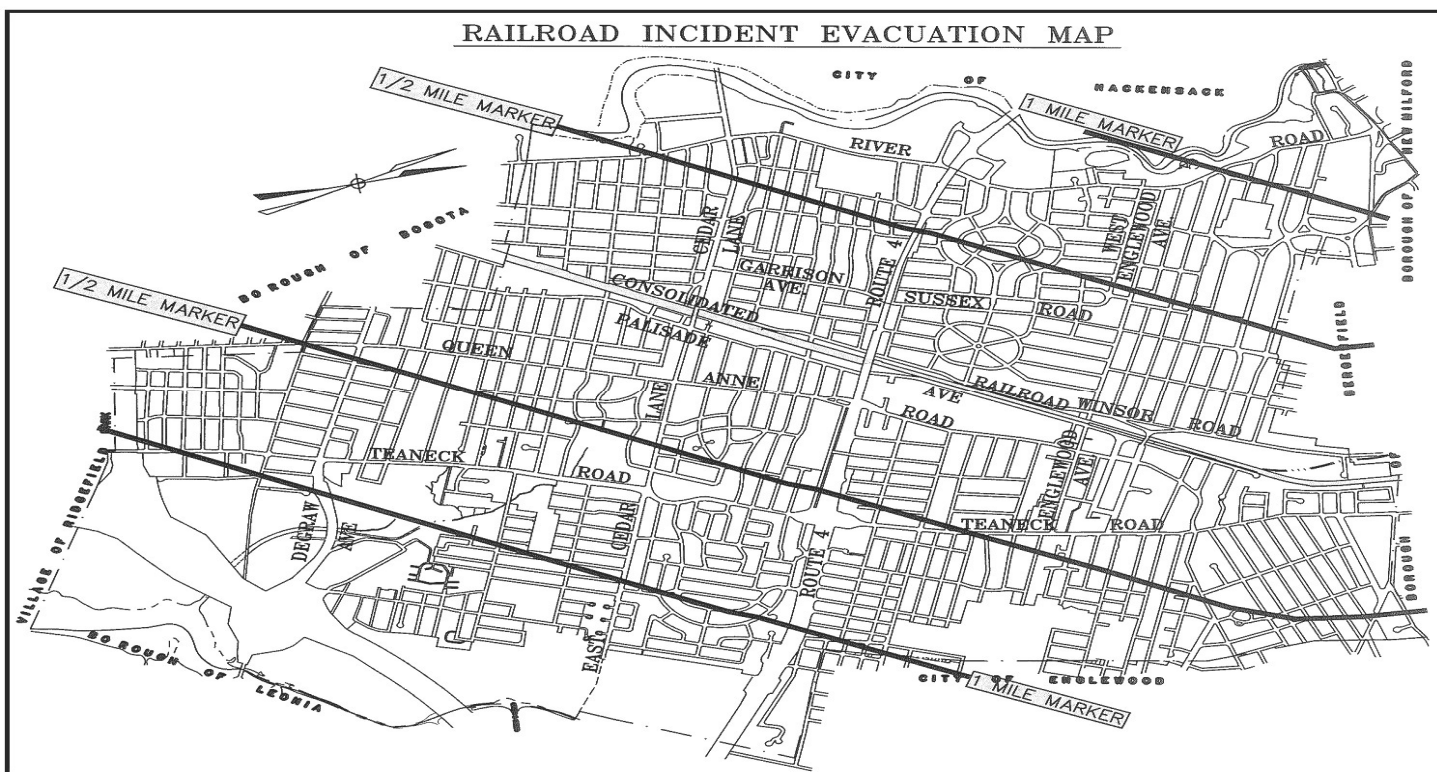 RAILROAD INCIDENT EVACUATION MAP
1/2 MILE MARKER
CITY OF
HACKENSACK
1 MILE MARKER
BOROUGH OF NEW MILFORD
RIVER
ROAD
BOROUGH OF BOGOTA
CEDAR
LANE
WEST
ENGLEWOOD
AVE.
ROUTE 4
GARRISON
AVE.
1/2 MILE MARKER
CONSOLIDATED
SUSSEX
ROAD
PALISADE
QUEEN
ANNE
AVE
RAILROAD
WINSOR
ROAD
LANE
ROAD
ENGLEWOOD
AVE
TEANECK
ROAD
TEANECK
ROAD
VILLAGE OF RIDGEFIELD
DEGRAW
AVE
CEDAR
ROUTE 4
BOROUGH
OF
EAST
BOROUGH
OF
LEONIA
CITY OF ENGLEWOOD
1 MILE MARKER